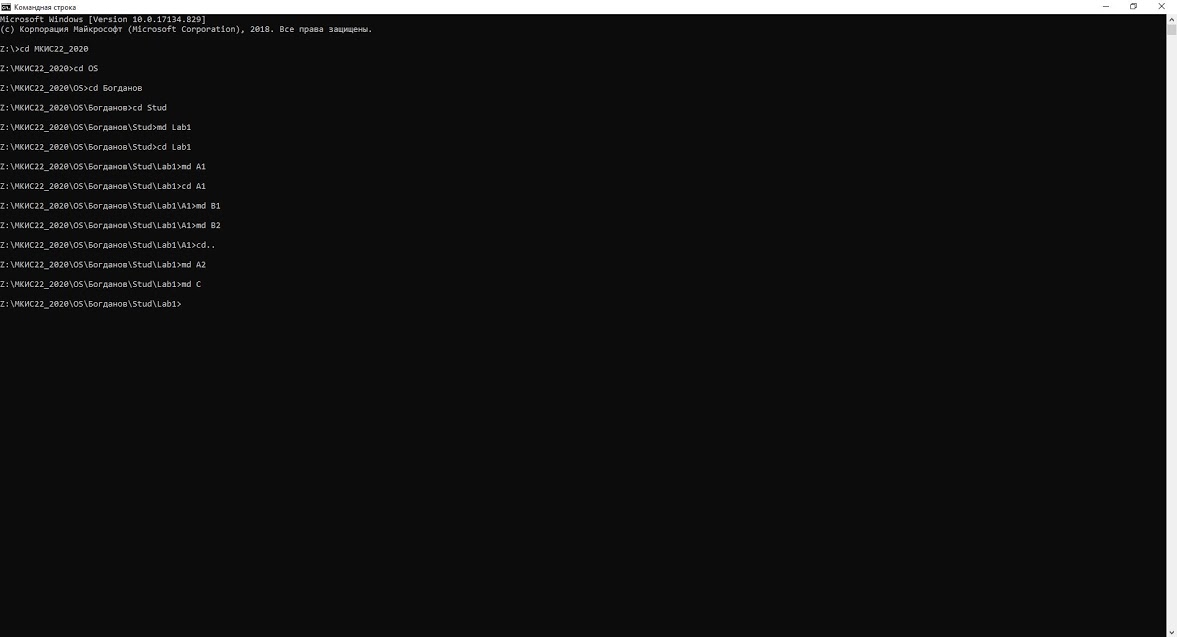 Командная строка
Microsoft Windows [Version 10.0.17134.829]
(c) Корпорация Майкрософт (Microsoft Corporation), 2018. Все права защищены.
Z:\>cd МКИС22_2020
Z:\МКИС22_2020>cd OS
Z:\МКИС22_2020\OS>cd Богданов
Z:\МКИС22_2020\OS\Богданов>cd Stud
Z:\МКИС22_2020\OS\Богданов\Stud>md Lab1
Z:\МКИС22_2020\OS\Богданов\Stud>cd Lab1
Z:\МКИС22_2020\OS\Богданов\Stud\Lab1>md A1
Z:\МКИС22_2020\OS\Богданов\Stud\Lab1>cd A1
Z:\МКИС22_2020\OS\Богданов\Stud\Lab1\A1>md B1
Z:\МКИС22_2020\OS\Богданов\Stud\Lab1\A1>md B2
Z:\МКИС22_2020\OS\Богданов\Stud\Lab1\A1>cd..
Z:\МКИС22_2020\OS\Богданов\Stud\Lab1>md A2
Z:\МКИС22_2020\OS\Богданов\Stud\Lab1>md C
Z:\МКИС22_2020\OS\Богданов\Stud\Lab1>